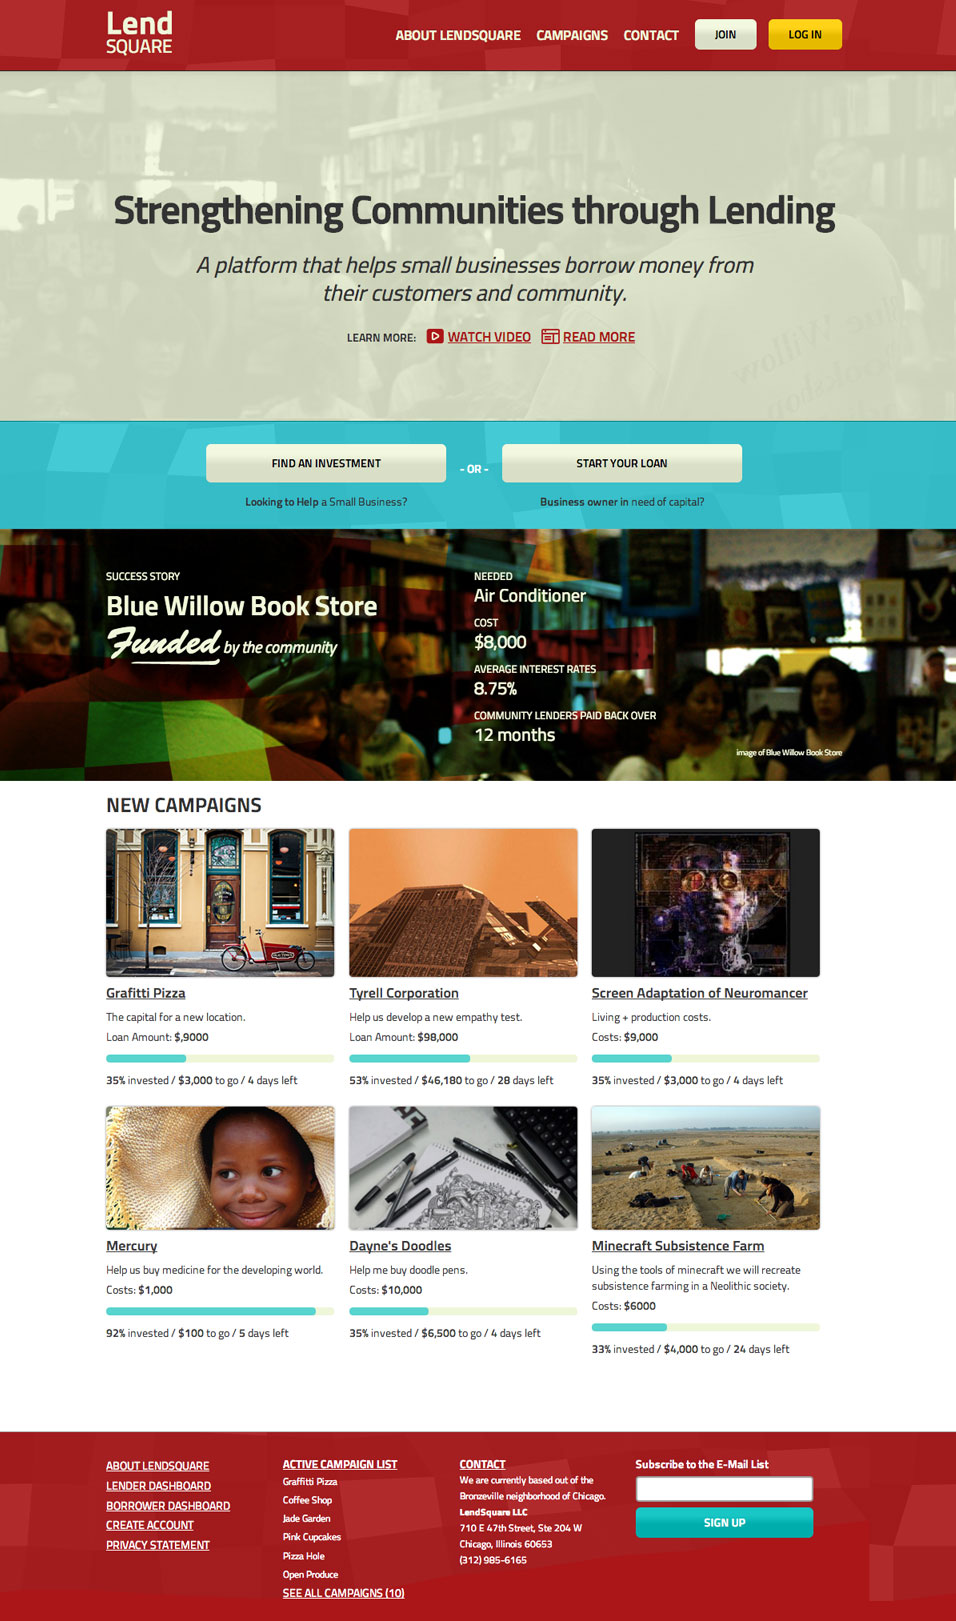 Lend
SQUARE
ABOUT LENDSQUARE CAMPAIGNS CONTACT JOIN LOG IN
Strengthening Communities through Lending
A platform that helps small businesses borrow money from
their customers and community.
LEARN MORE: WATCH VIDEO READ MORE
FIND AN INVESTMENT - OR - START YOUR LOAN
Looking to Help a Small Business? Business owner in need of capital?
SUCCESS STORY
Blue Willow Book Store
Funded by the community
NEEDED
Air Conditioner
COST
$8,000
AVERAGE INTEREST RATES
8.75%
COMMUNITY LENDERS PAID BACK OVER
12 months
image of Blue Willow Book Store
NEW CAMPAIGNS
Grafitti Pizza
The capital for a new location.
Loan Amount: $,9000
35% invested / $3,000 to go / 4 days left
Tyrell Corporation
Help us develop a new empathy test.
Loan Amount: $98,000
53% invested / $46,180 to go / 28 days left
Screen Adaptation of Neuromancer
Living + production costs.
Costs: $9,000
35% invested / $3,000 to go / 4 days left
Mercury
Help us buy medicine for the developing world.
Costs: $1,000
92% invested / $100 to go / 5 days left
Dayne's Doodles
Help me buy doodle pens.
Costs: $10,000
35% invested / $6,500 to go / 4 days left
Minecraft Subsistence Farm
Using the tools of minecraft we will recreate
subsistence farming in a Neolithic society.
Costs: $6000
33% invested / $4,000 to go / 24 days left
ABOUT LENDSQUARE
LENDER DASHBOARD
BORROWER DASHBOARD
CREATE ACCOUNT
PRIVACY STATEMENT
ACTIVE CAMPAIGN LIST
Graffitti Pizza
Coffee Shop
Jade Garden
Pink Cupcakes
Pizza Hole
Open Produce
SEE ALL CAMPAIGNS (10)
CONTACT
We are currently based out of the
Bronzeville neighborhood of Chicago.
LendSquare LLC
710 E 47th Street, Ste 204 W
Chicago, Illinois 60653
(312) 985-6165
Subscribe to the E-Mail List
SIGN UP